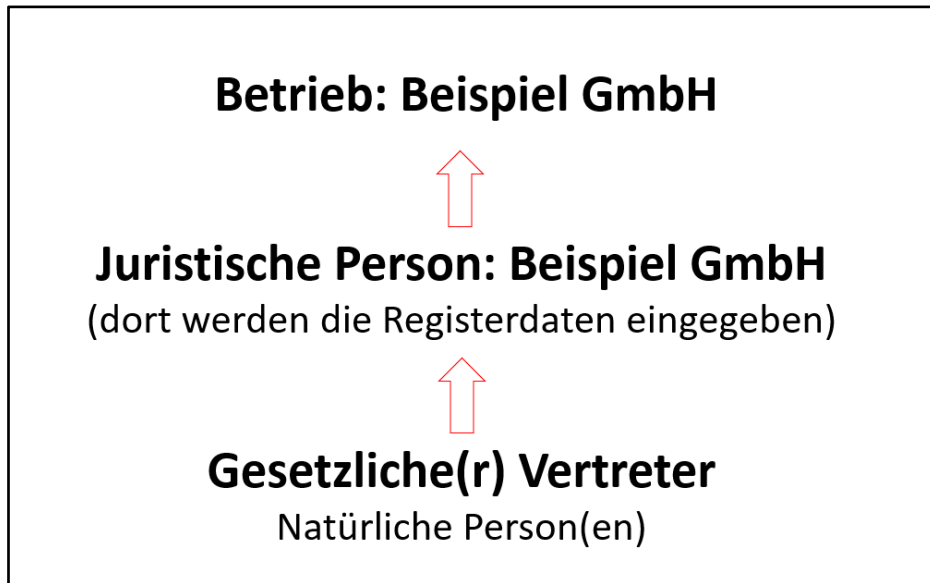 Betrieb: Beispiel GmbH
Juristische Person: Beispiel GmbH
(dort werden die Registerdaten eingegeben)
Gesetzliche(r) Vertreter
Natürliche Person(en)